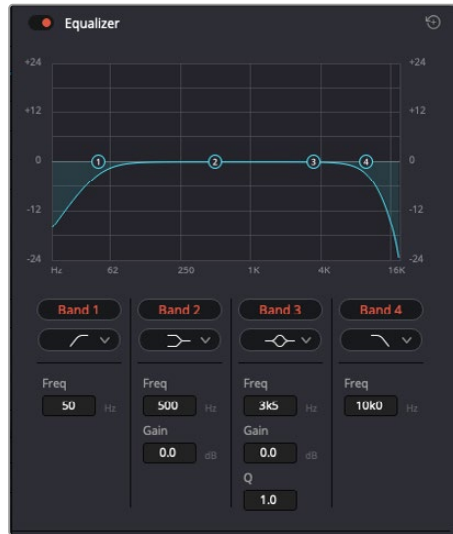 Equalizer
+24 +24
+12 +12
0 1 2 3 4 0
-12 -12
-24 -24
Hz 62 250 1K 4K 16K
Band 1 Band 2 Band 3 Band 4
Freq Freq Freq Freq
50 Hz 500 Hz 3k5 Hz 10k0 Hz
Gain Gain
0.0 dB 0.0 dB
Q
1.0